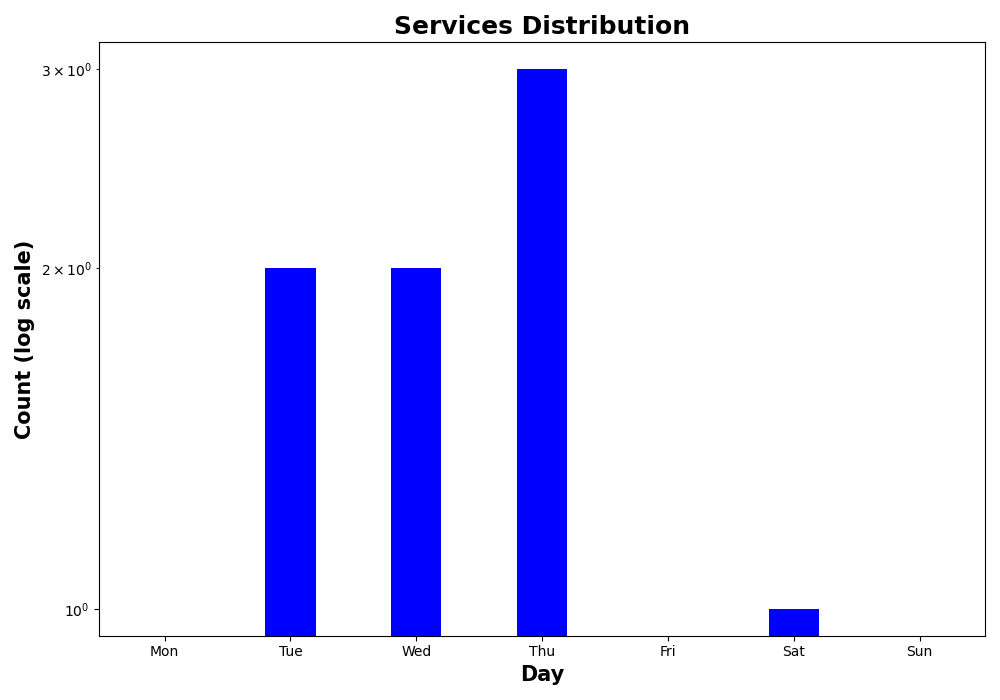 Services Distribution
3 × 10⁰
2 × 10⁰
10⁰
Count (log scale)
Mon Tue Wed Thu Fri Sat Sun
Day